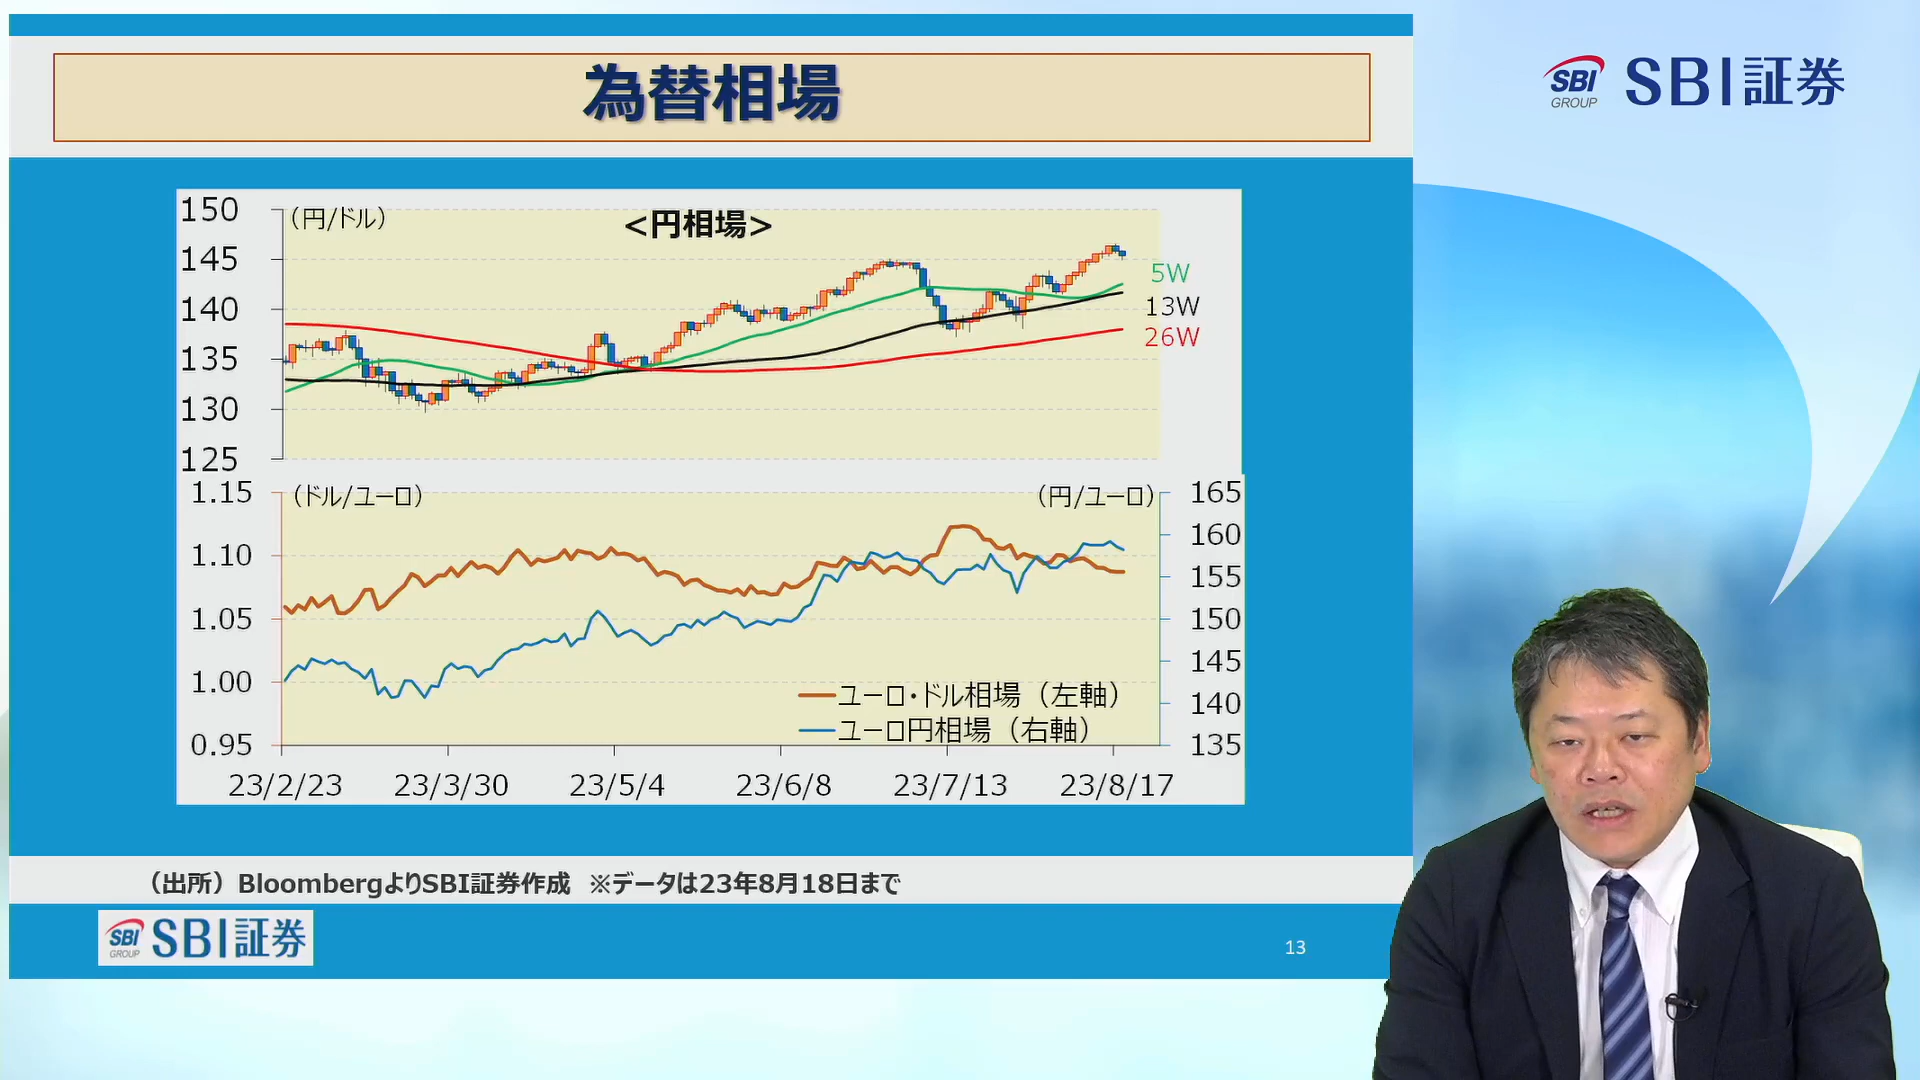 為替相場
SBI
GROUP
SBI証券
150
145
140
135
130
125
（円/ドル）
<円相場>
5W
13W
26W
1.15
1.10
1.05
1.00
0.95
（ドル/ユーロ）
（円/ユーロ）
165
160
155
150
145
140
135
ユーロ・ドル相場（左軸）
ユーロ円相場（右軸）
23/2/23 23/3/30 23/5/4 23/6/8 23/7/13 23/8/17
（出所）BloombergよりSBI証券作成 ※データは23年8月18日まで
SBI
GROUP
SBI証券
13